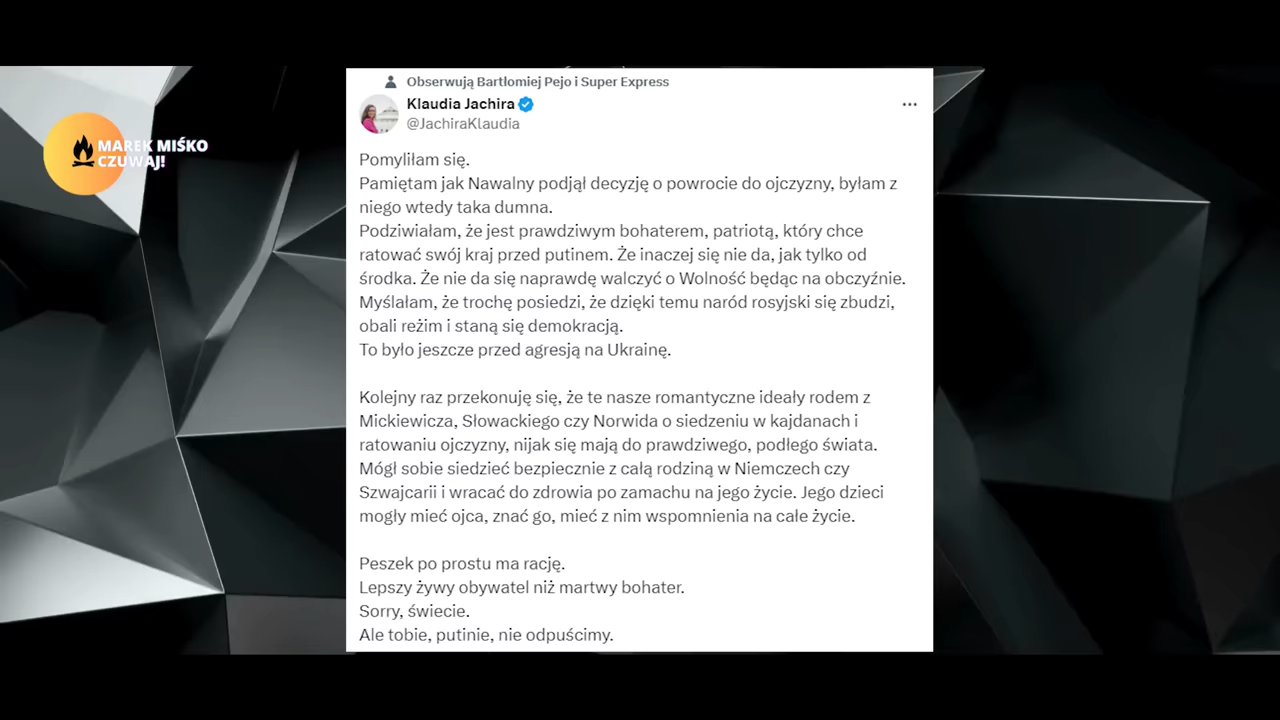 Obserwują Bartłomiej Pejo i Super Express
Klaudia Jachira
@JachiraKlaudia
MAREK MIŚKO
CZUWAJ!
Pomyliłam się.
Pamiętam jak Nawalny podjął decyzję o powrocie do ojczyzny, byłam z
niego wtedy taka dumna.
Podziwiałam, że jest prawdziwym bohaterem, patriotą, który chce
ratować swój kraj przed putinem. Że inaczej się nie da, jak tylko od
środka. Że nie da się naprawdę walczyć o Wolność będąc na obczyźnie.
Myślałam, że trochę posiedzi, że dzięki temu naród rosyjski się zbudzi,
obali reżim i staną się demokracją.
To było jeszcze przed agresją na Ukrainę.
Kolejny raz przekonuję się, że te nasze romantyczne ideały rodem z
Mickiewicza, Słowackiego czy Norwida o siedzeniu w kajdanach i
ratowaniu ojczyzny, nijak się mają do prawdziwego, podłego świata.
Mógł sobie siedzieć bezpiecznie z całą rodziną w Niemczech czy
Szwajcarii i wracać do zdrowia po zamachu na jego życie. Jego dzieci
mogły mieć ojca, znać go, mieć z nim wspomnienia na całe życie.
Peszek po prostu ma rację.
Lepszy żywy obywatel niż martwy bohater.
Sorry, świecie.
Ale tobie, putinie, nie odpuścimy.